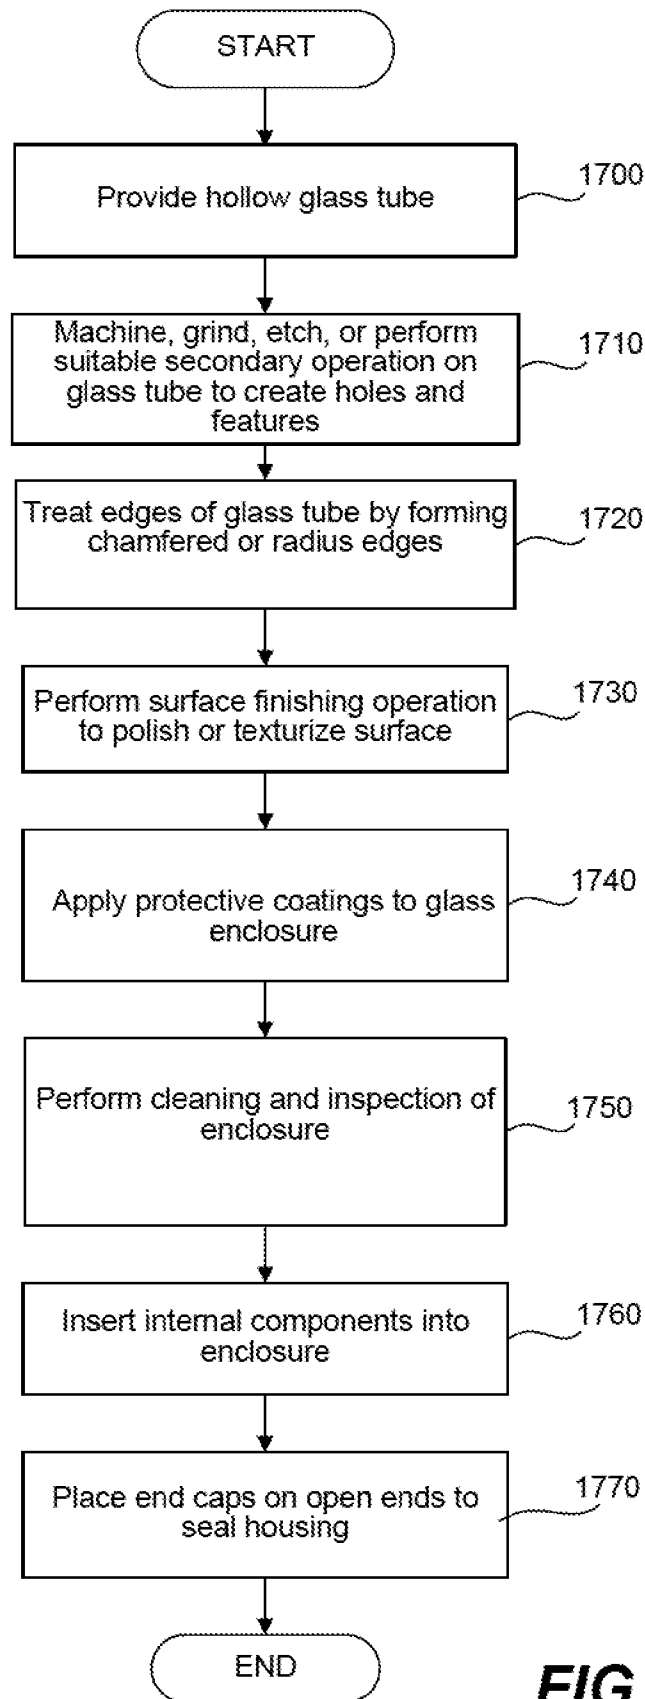 START
Provide hollow glass tube
1700
Machine, grind, etch, or perform
suitable secondary operation on
glass tube to create holes and
features
1710
Treat edges of glass tube by forming
chamfered or radius edges
1720
Perform surface finishing operation
to polish or texturize surface
1730
Apply protective coatings to glass
enclosure
1740
Perform cleaning and inspection of
enclosure
1750
Insert internal components into
enclosure
1760
Place end caps on open ends to
seal housing
1770
END
FIG